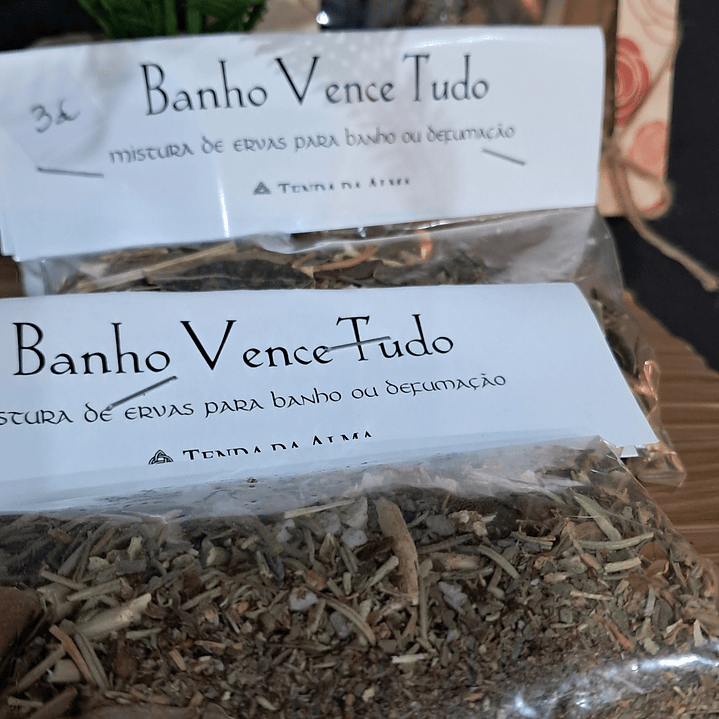 Banho Vence Tudo
3£
mistura de ervas para banho ou defumação
Tenda da Alma
Banho Vence Tudo
stura de ervas para banho ou defumação
Tenda da Alma